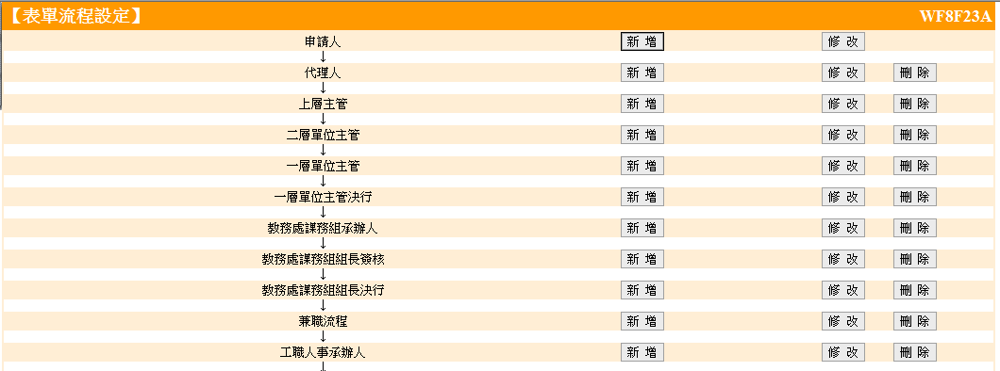 【表單流程設定】 WF8F23A
申請人 新 增 修 改
↓
代理人 新 增 修 改 刪 除
↓
上層主管 新 增 修 改 刪 除
↓
二層單位主管 新 增 修 改 刪 除
↓
一層單位主管 新 增 修 改 刪 除
↓
一層單位主管決行 新 增 修 改 刪 除
↓
教務處課務組承辦人 新 增 修 改 刪 除
↓
教務處課務組組長簽核 新 增 修 改 刪 除
↓
教務處課務組組長決行 新 增 修 改 刪 除
↓
兼職流程 新 增 修 改 刪 除
↓
工職人事承辦人 新 增 修 改 刪 除
↓